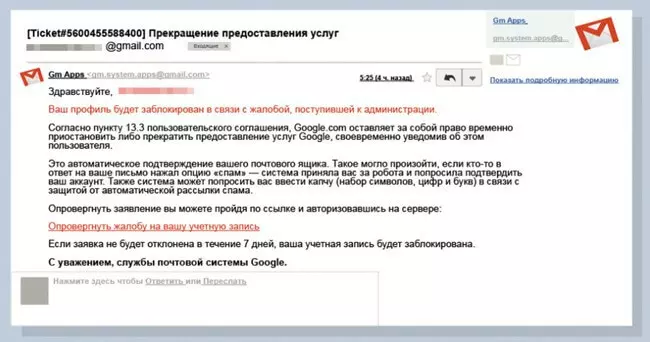 [Ticket#5600455588400] Прекращение предоставления услуг
@gmail.com Входящие x
Gm Apps
gm.system.apps@g...
Показать подробную информацию
Gm Apps <gm.system.apps@gmail.com>
5:25 (4 ч. назад)
Здравствуйте,
Ваш профиль будет заблокирован в связи с жалобой, поступившей к администрации.
Согласно пункту 13.3 пользовательского соглашения, Google.com оставляет за собой право временно
приостановить либо прекратить предоставление услуг Google, своевременно уведомив об этом
пользователя.
Это автоматическое подтверждение вашего почтового ящика. Такое могло произойти, если кто-то в
ответ на ваше письмо нажал опцию «спам» — система приняла вас за робота и попросила подтвердить
ваш аккаунт. Также система может попросить вас ввести капчу (набор символов, цифр и букв) в связи с
защитой от автоматической рассылки спама.
Опровергнуть заявление вы можете пройдя по ссылке и авторизовавшись на сервере:
Опровергнуть жалобу на вашу учетную запись
Если заявка не будет отклонена в течение 7 дней, ваша учетная запись будет заблокирована.
С уважением, службы почтовой системы Google.
Нажмите здесь чтобы Ответить или Переслать